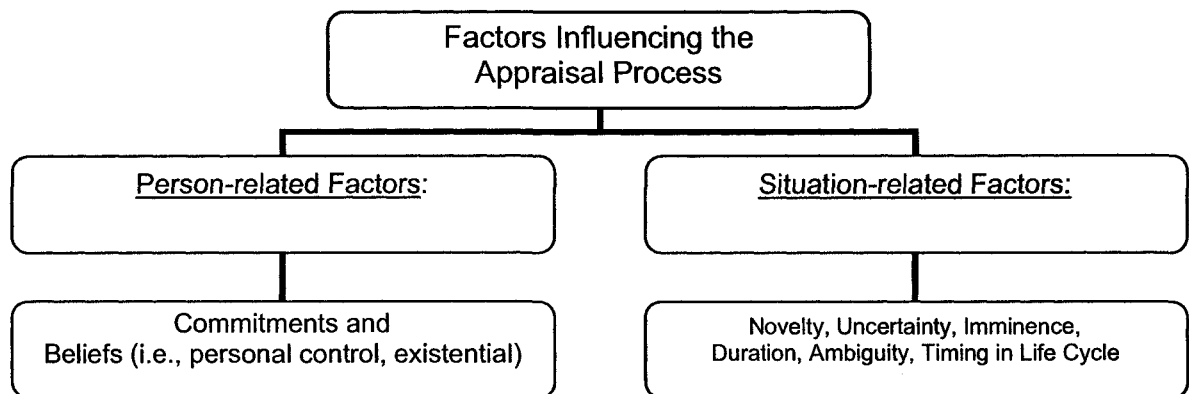 Factors Influencing the
Appraisal Process
Person-related Factors:
Situation-related Factors:
Commitments and
Beliefs (i.e., personal control, existential)
Novelty, Uncertainty, Imminence,
Duration, Ambiguity, Timing in Life Cycle